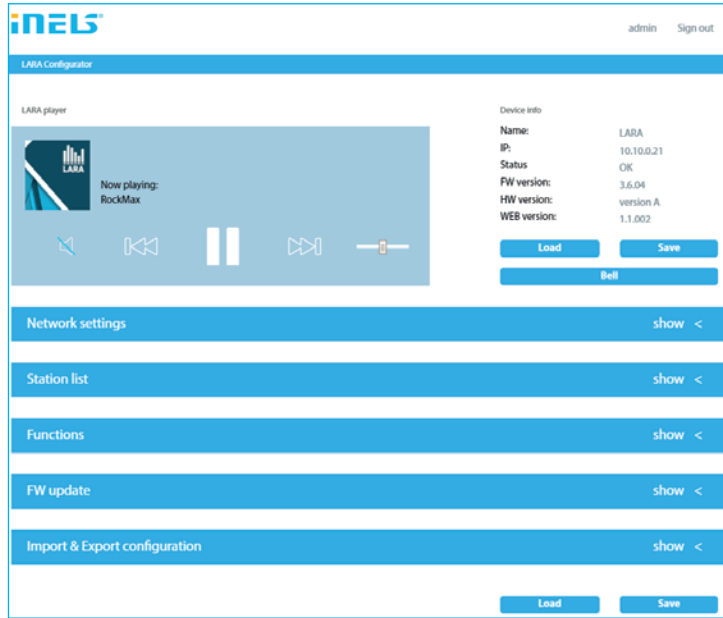 iNELS
admin Sign out
LARA Configurator
LARA player
LARA
Now playing:
RockMax
Device info
Name: LARA
IP: 10.10.0.21
Status OK
FW version: 3.6.04
HW version: version A
WEB version: 1.1.002
Load Save
Bell
Network settings show <
Station list show <
Functions show <
FW update show <
Import & Export configuration show <
Load Save